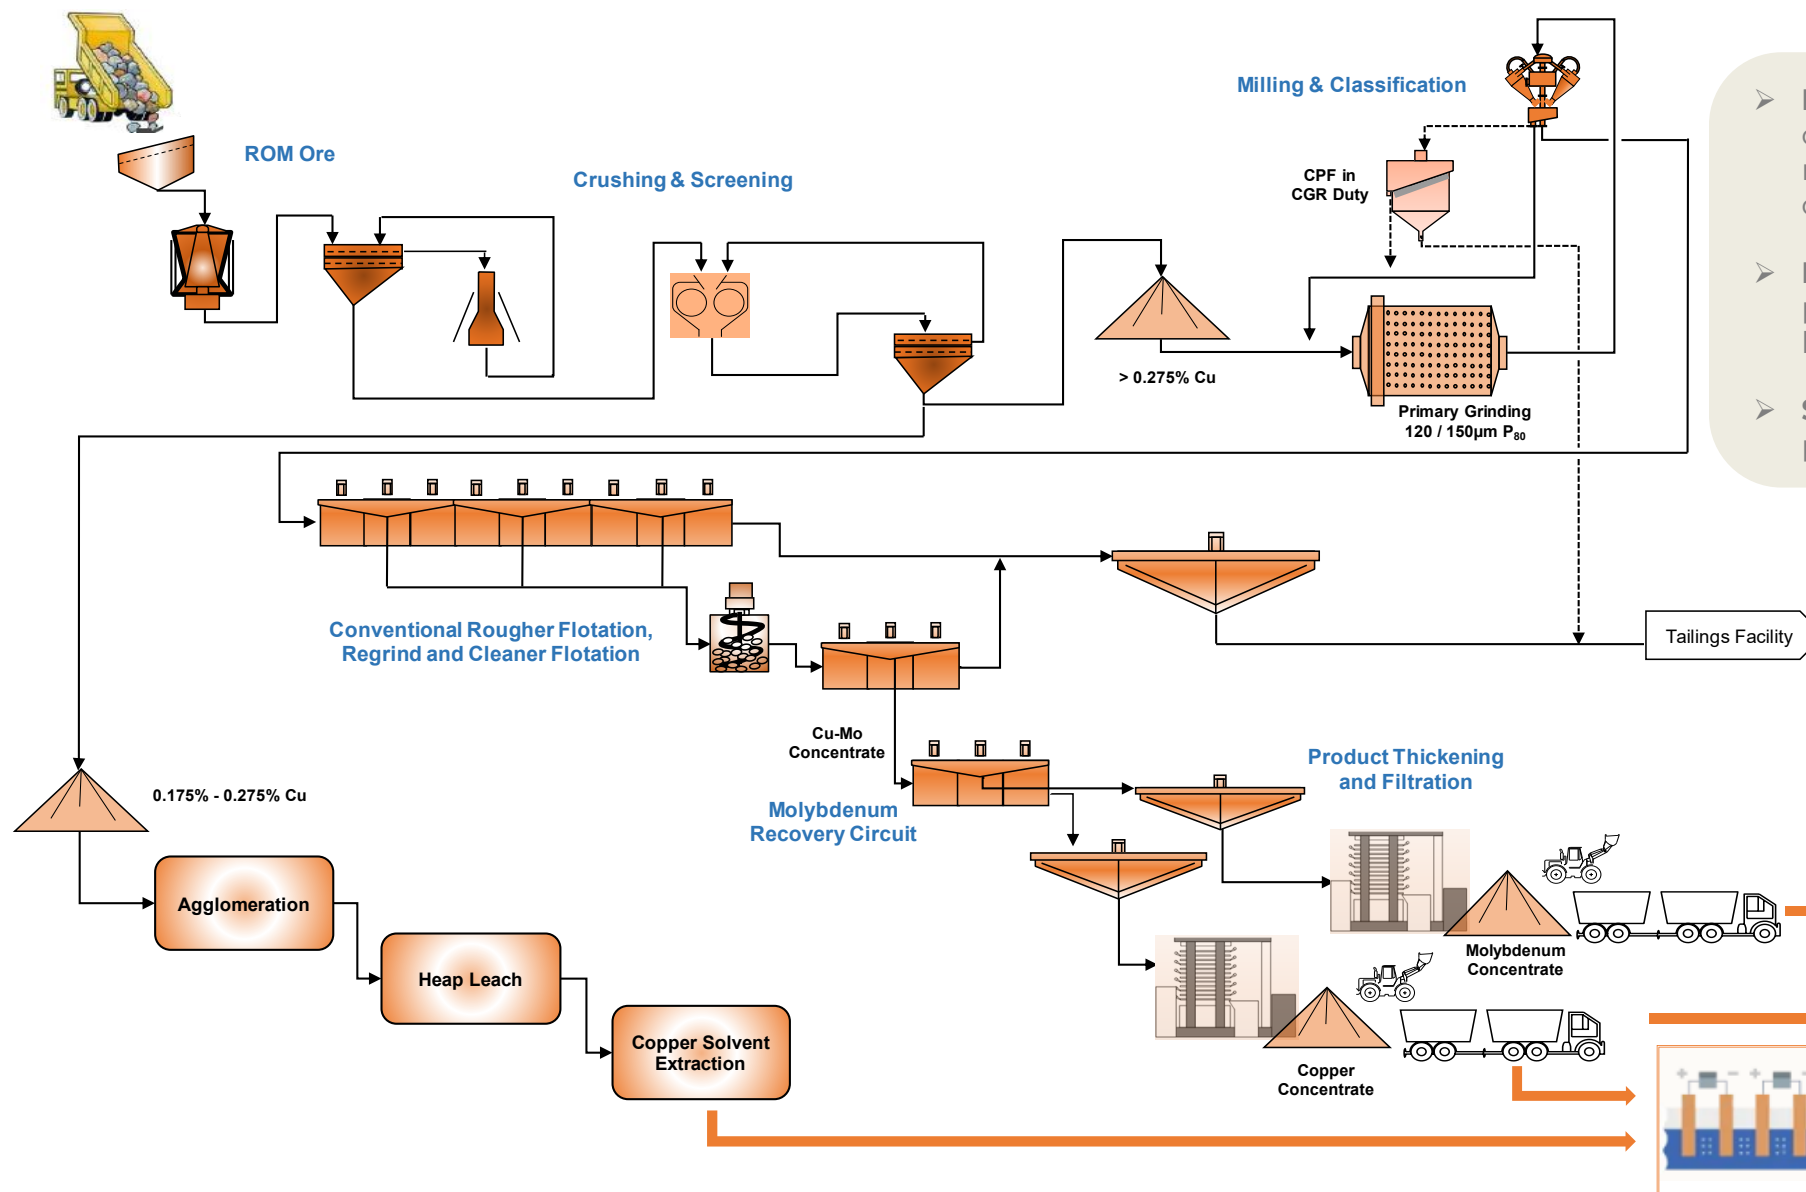 ROM Ore
Crushing & Screening
Milling & Classification
CPF in
CGR Duty
> 0.275% Cu
Primary Grinding
120 / 150µm P80
Conventional Rougher Flotation,
Regrind and Cleaner Flotation
Tailings Facility
Cu-Mo
Concentrate
Molybdenum
Recovery Circuit
Product Thickening
and Filtration
0.175% - 0.275% Cu
Agglomeration
Heap Leach
Copper Solvent
Extraction
Molybdenum
Concentrate
Copper
Concentrate
+ − + −